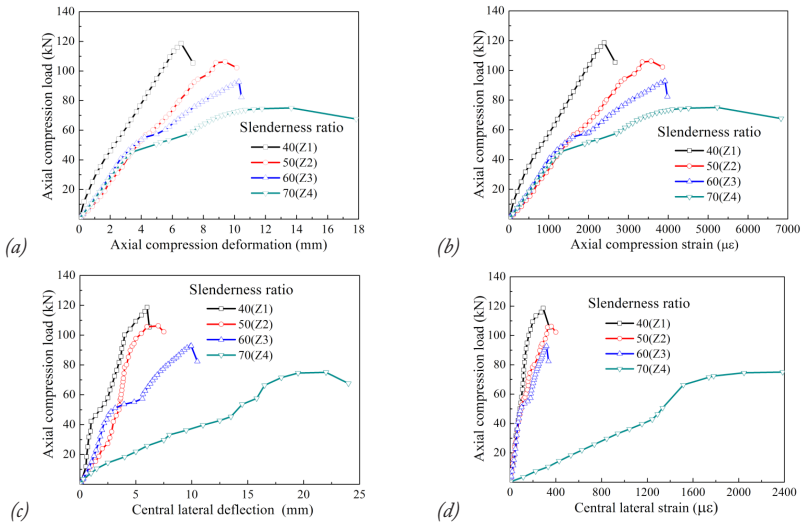 140
120
100
80
60
40
20
Axial compression load (kN)
Slenderness ratio
40(Z1)
50(Z2)
60(Z3)
70(Z4)
0 2 4 6 8 10 12 14 16 18
Axial compression deformation (mm)
(a)
140
120
100
80
60
40
20
Axial compression load (kN)
Slenderness ratio
40(Z1)
50(Z2)
60(Z3)
70(Z4)
0 1000 2000 3000 4000 5000 6000 7000
Axial compression strain (με)
(b)
140
120
100
80
60
40
20
Axial compression load (kN)
Slenderness ratio
40(Z1)
50(Z2)
60(Z3)
70(Z4)
0 5 10 15 20 25
Central lateral deflection (mm)
(c)
140
120
100
80
60
40
20
Axial compression load (kN)
Slenderness ratio
40(Z1)
50(Z2)
60(Z3)
70(Z4)
0 400 800 1200 1600 2000 2400
Central lateral strain (με)
(d)